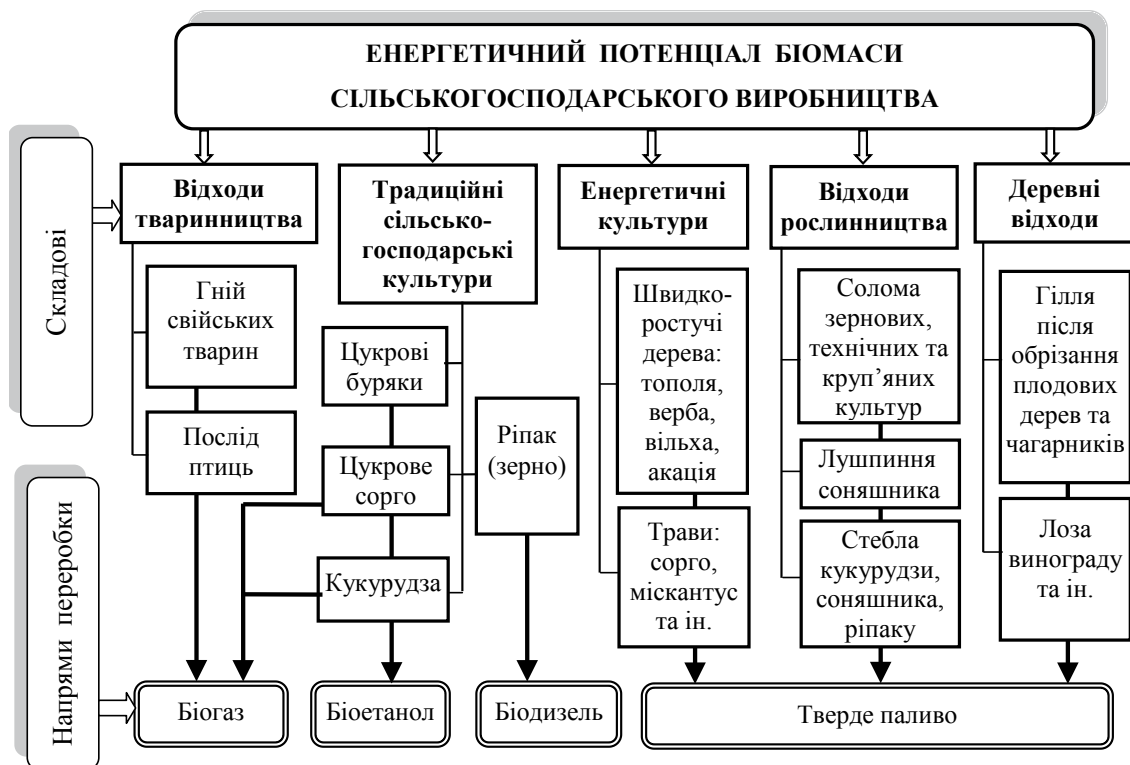 ЕНЕРГЕТИЧНИЙ ПОТЕНЦІАЛ БІОМАСИ
СІЛЬСЬКОГОСПОДАРСЬКОГО ВИРОБНИЦТВА
Складові
Відходи
тваринництва
Гній
свійських
тварин
Послід
птиць
Традиційні
сільсько-
господарські
культури
Цукрові
буряки
Цукрове
сорго
Кукурудза
Ріпак
(зерно)
Енергетичні
культури
Швидко-
ростучі
дерева:
тополя,
верба,
вільха,
акація
Трави:
сорго,
міскантус
та ін.
Відходи
рослинництва
Солома
зернових,
технічних та
круп’яних
культур
Лушпиння
соняшника
Стебла
кукурудзи,
соняшника,
ріпаку
Деревні
відходи
Гілля
після
обрізання
плодових
дерев та
чагарників
Лоза
винограду
та ін.
Напрями переробки
Біогаз
Біоетанол
Біодизель
Тверде паливо